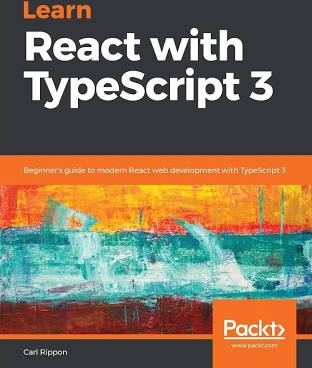 Learn
React with
TypeScript 3
Beginner's guide to modern React web development with TypeScript 3
Packt>
www.packt.com
Carl Rippon